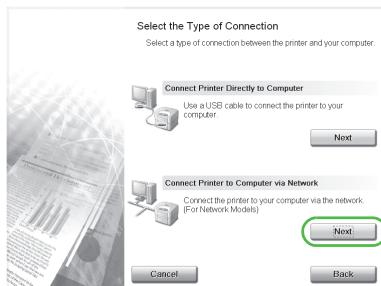 Select the Type of Connection
Select a type of connection between the printer and your computer.
Connect Printer Directly to Computer
Use a USB cable to connect the printer to your
computer.
Next
Connect Printer to Computer via Network
Connect the printer to your computer via the network.
(For Network Models)
Next
Cancel
Back